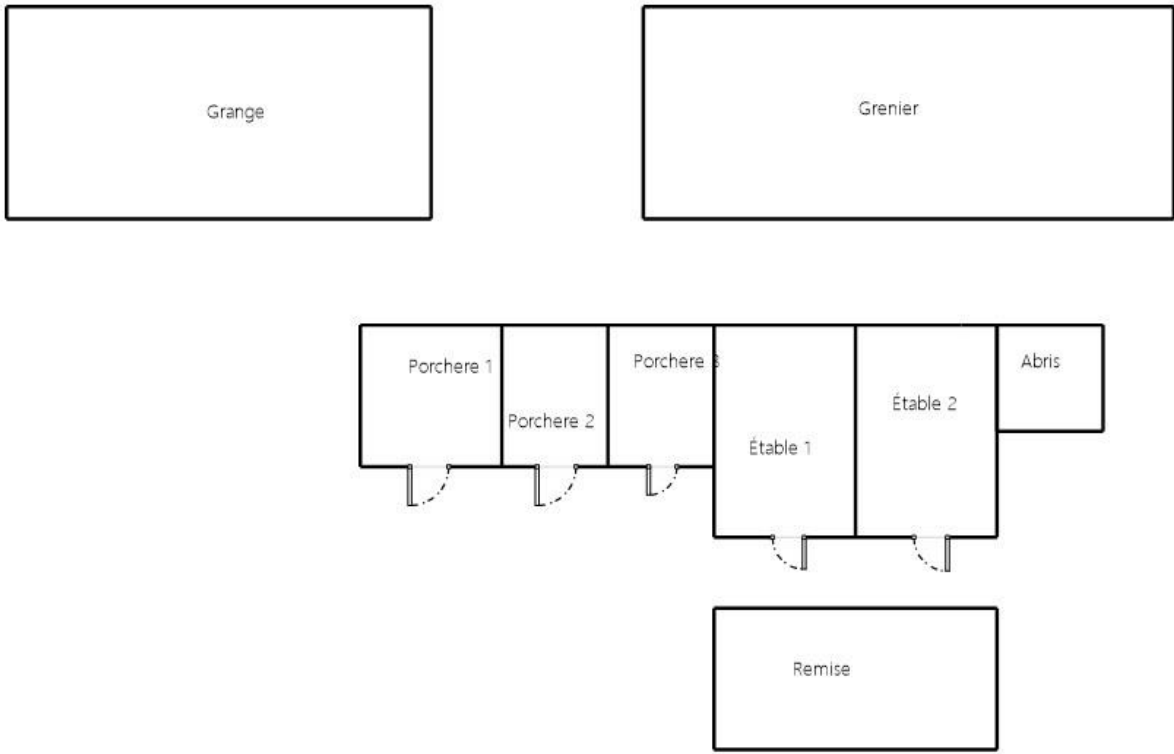 Grange
Grenier
Porchere 1
Porchere 2
Porchere 3
Étable 1
Étable 2
Abris
Remise